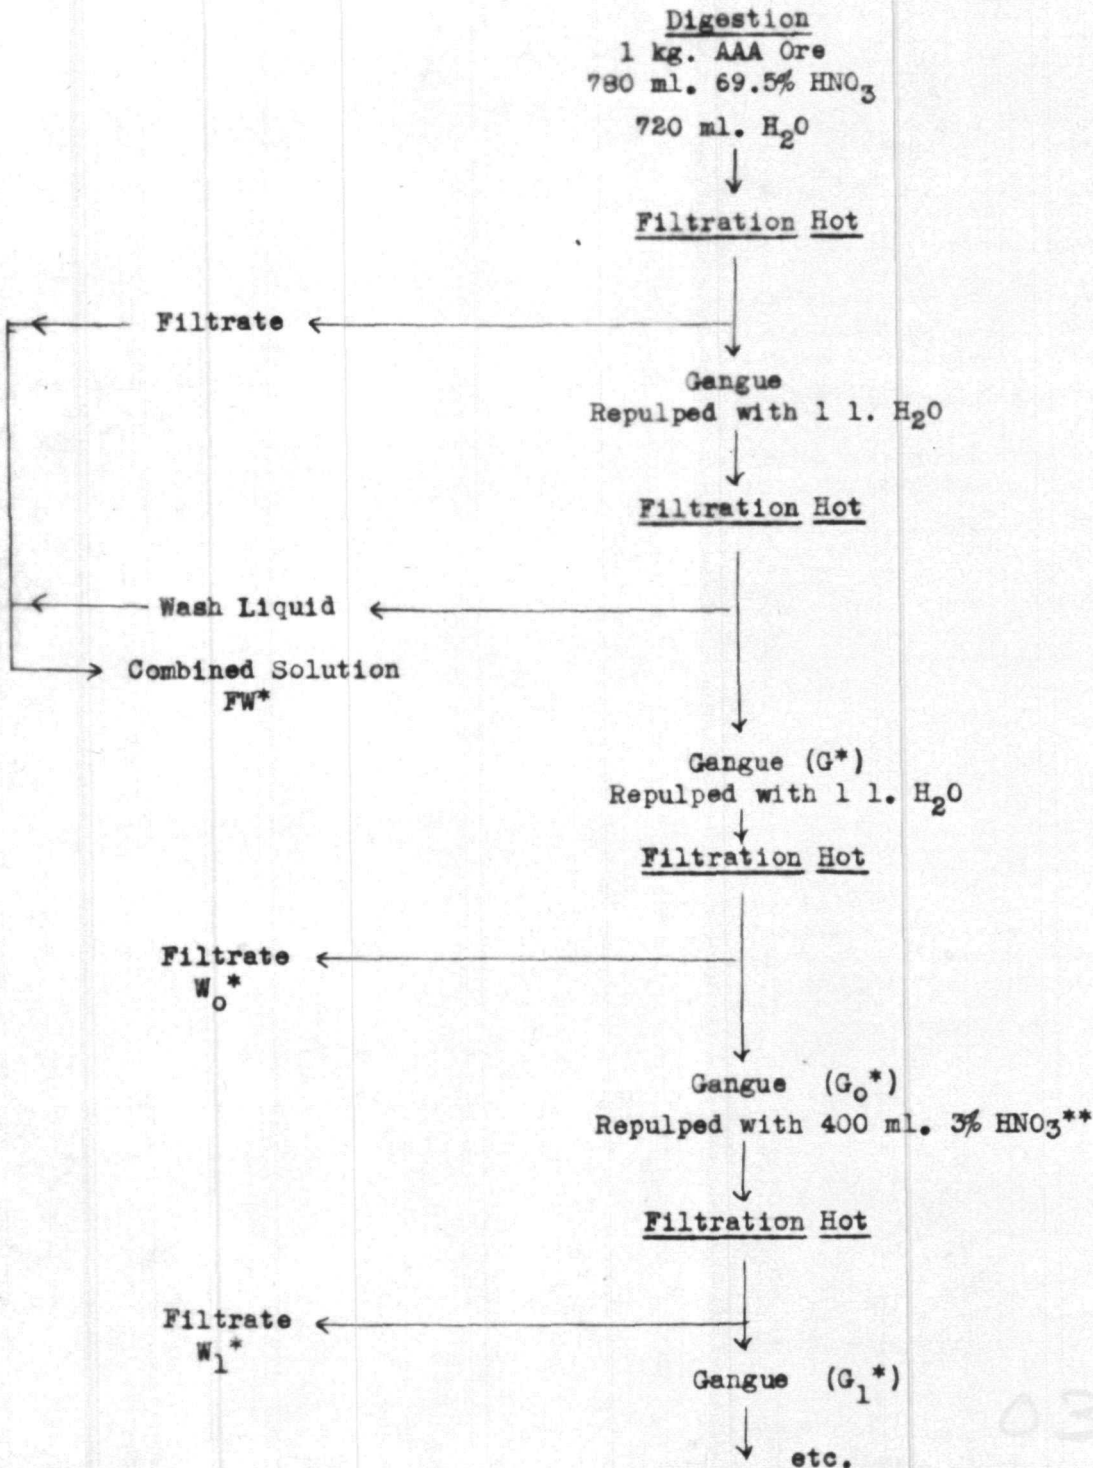 Digestion
1 kg. AAA Ore
780 ml. 69.5% HNO3
720 ml. H2O
Filtration Hot
Filtrate
Gangue
Repulped with 1 l. H2O
Filtration Hot
Wash Liquid
Combined Solution
FW*
Gangue (G*)
Repulped with 1 l. H2O
Filtration Hot
Filtrate
Wo*
Gangue (Go*)
Repulped with 400 ml. 3% HNO3**
Filtration Hot
Filtrate
W1*
Gangue (G1*)
etc.